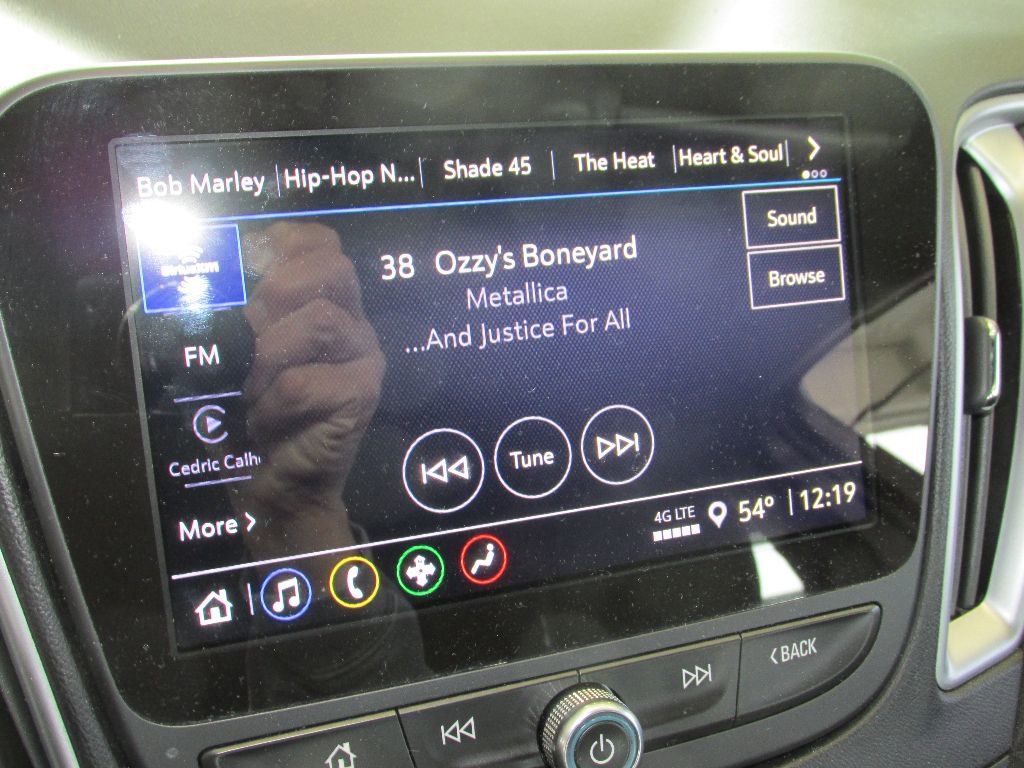 Bob Marley
Hip-Hop N...
Shade 45
The Heat
Heart & Soul
Sound
Browse
38 Ozzy's Boneyard
Metallica
...And Justice For All
FM
Cedric Calh
More
Tune
4G LTE
54°
12:19
BACK